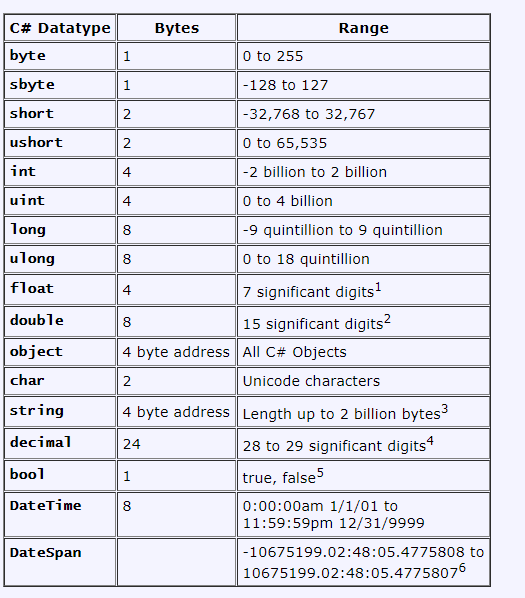 C# Datatype Bytes Range
byte 1 0 to 255
sbyte 1 -128 to 127
short 2 -32,768 to 32,767
ushort 2 0 to 65,535
int 4 -2 billion to 2 billion
uint 4 0 to 4 billion
long 8 -9 quintillion to 9 quintillion
ulong 8 0 to 18 quintillion
float 4 7 significant digits1
double 8 15 significant digits2
object 4 byte address All C# Objects
char 2 Unicode characters
string 4 byte address Length up to 2 billion bytes3
decimal 24 28 to 29 significant digits4
bool 1 true, false5
DateTime 8 0:00:00am 1/1/01 to
11:59:59pm 12/31/9999
DateSpan -10675199.02:48:05.4775808 to
10675199.02:48:05.47758076